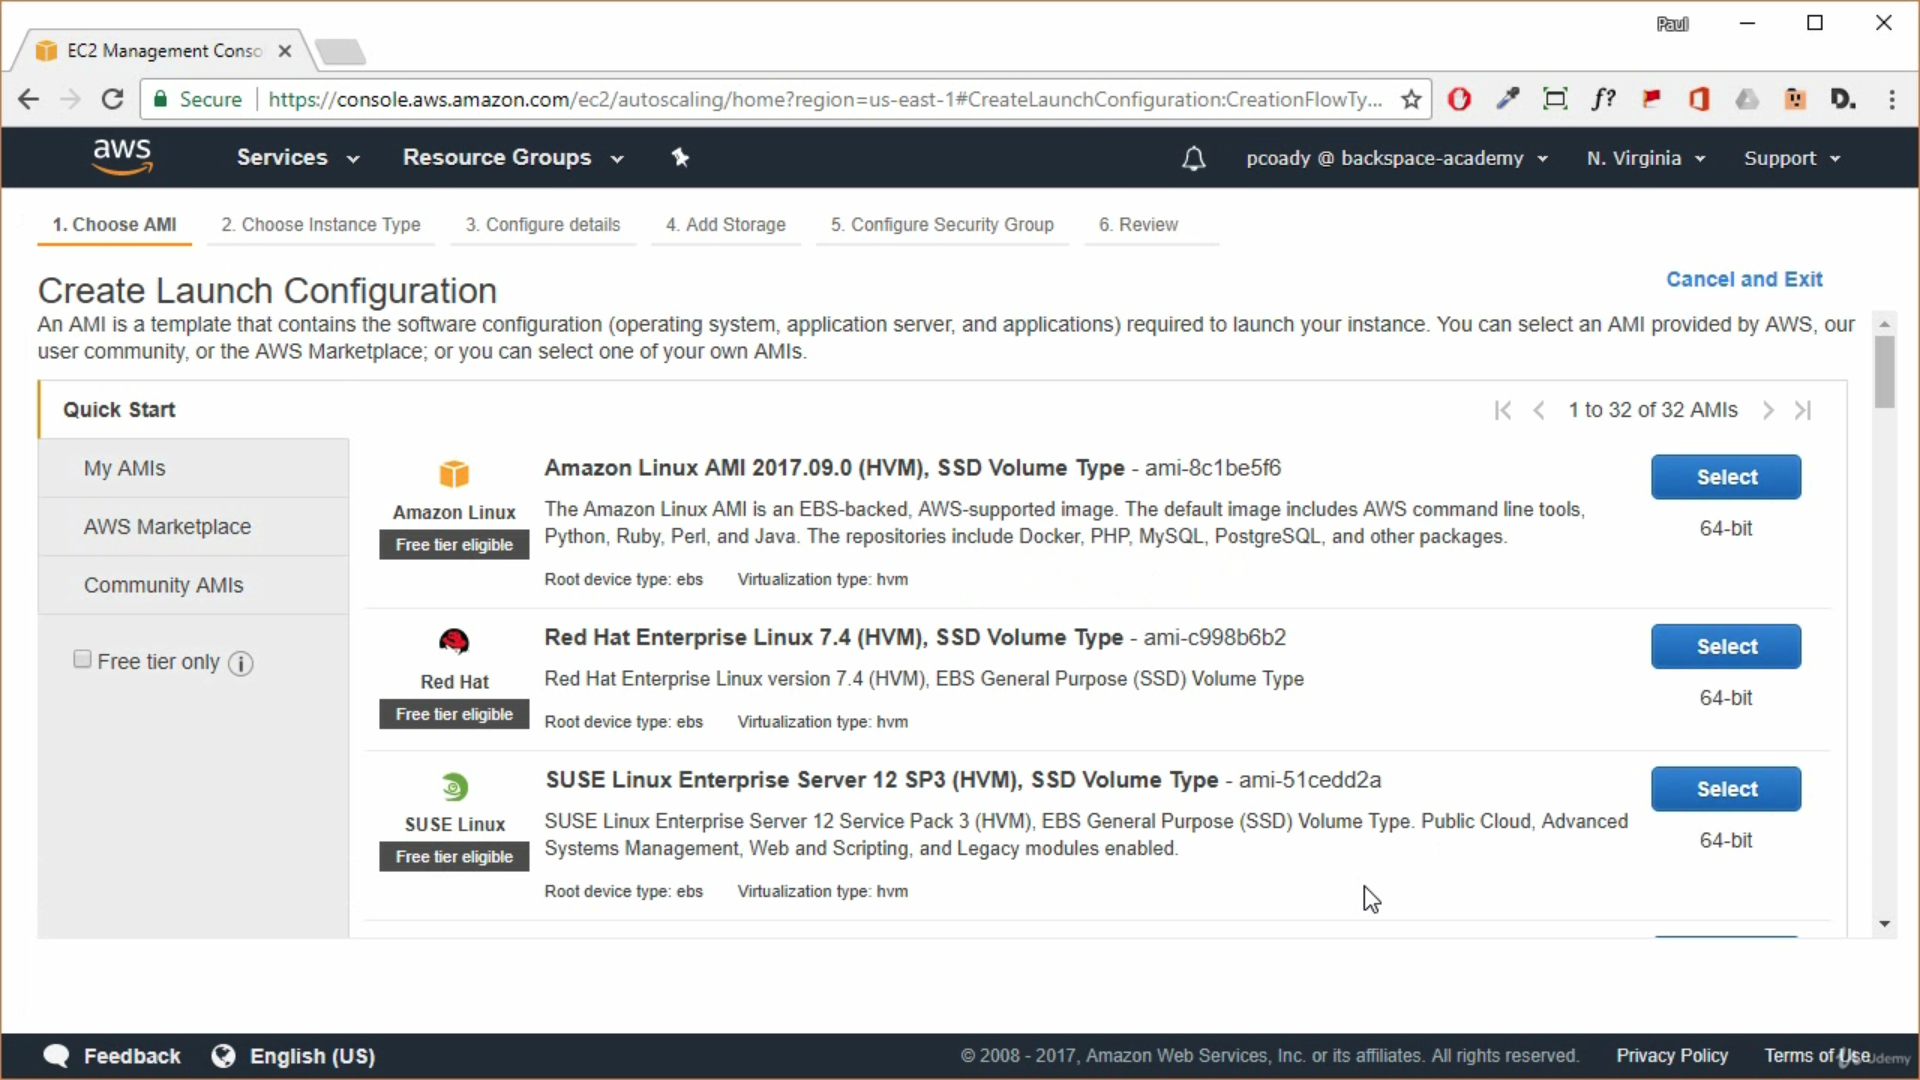 Paul
EC2 Management Conso
Secure https://console.aws.amazon.com/ec2/autoscaling/home?region=us-east-1#CreateLaunchConfiguration:CreationFlowTy...
f?
D.
aws Services Resource Groups pcoady @ backspace-academy N. Virginia Support
1. Choose AMI 2. Choose Instance Type 3. Configure details 4. Add Storage 5. Configure Security Group 6. Review
Create Launch Configuration
Cancel and Exit
An AMI is a template that contains the software configuration (operating system, application server, and applications) required to launch your instance. You can select an AMI provided by AWS, our
user community, or the AWS Marketplace; or you can select one of your own AMIs.
Quick Start
My AMIs
AWS Marketplace
Community AMIs
Free tier only
1 to 32 of 32 AMIs
Amazon Linux
Free tier eligible
Amazon Linux AMI 2017.09.0 (HVM), SSD Volume Type - ami-8c1be5f6
The Amazon Linux AMI is an EBS-backed, AWS-supported image. The default image includes AWS command line tools,
Python, Ruby, Perl, and Java. The repositories include Docker, PHP, MySQL, PostgreSQL, and other packages.
Root device type: ebs Virtualization type: hvm
Select
64-bit
Red Hat
Free tier eligible
Red Hat Enterprise Linux 7.4 (HVM), SSD Volume Type - ami-c998b6b2
Red Hat Enterprise Linux version 7.4 (HVM), EBS General Purpose (SSD) Volume Type
Root device type: ebs Virtualization type: hvm
Select
64-bit
SUSE Linux
Free tier eligible
SUSE Linux Enterprise Server 12 SP3 (HVM), SSD Volume Type - ami-51cedd2a
SUSE Linux Enterprise Server 12 Service Pack 3 (HVM), EBS General Purpose (SSD) Volume Type. Public Cloud, Advanced
Systems Management, Web and Scripting, and Legacy modules enabled.
Root device type: ebs Virtualization type: hvm
Select
64-bit
Feedback English (US) © 2008 - 2017, Amazon Web Services, Inc. or its affiliates. All rights reserved. Privacy Policy Terms of Use
Udemy